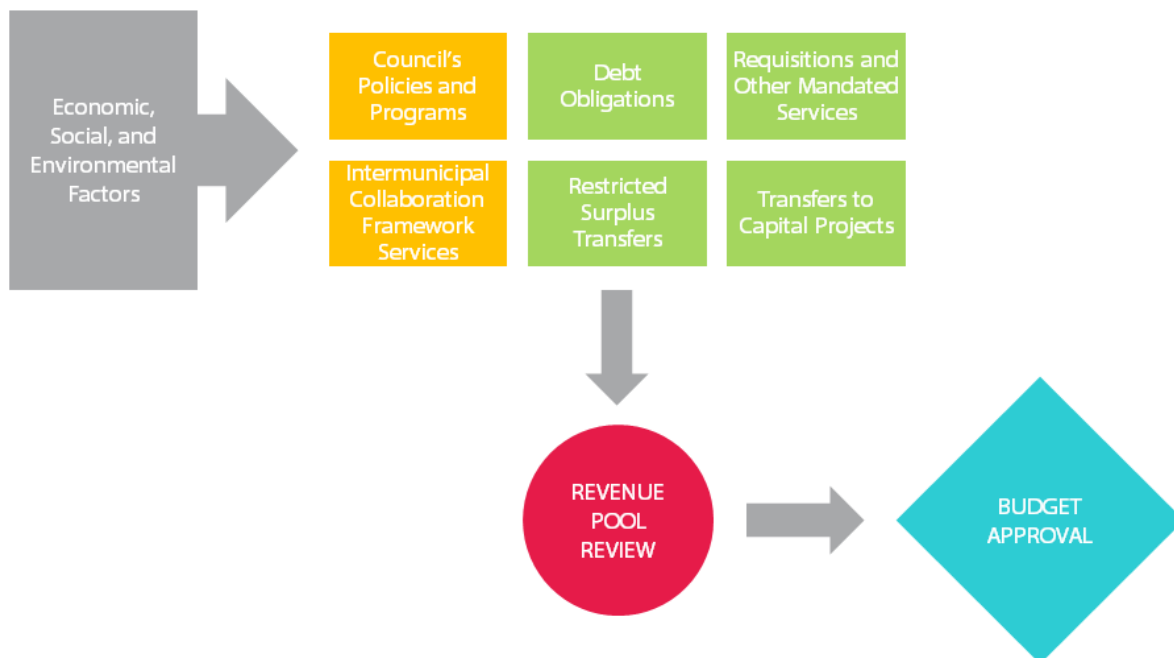 Economic,
Social, and
Environmental
Factors
Council's
Policies and
Programs
Debt
Obligations
Requisitions and
Other Mandated
Services
Intermunicipal
Collaboration
Framework
Services
Restricted
Surplus
Transfers
Transfers to
Capital Projects
REVENUE
POOL
REVIEW
BUDGET
APPROVAL